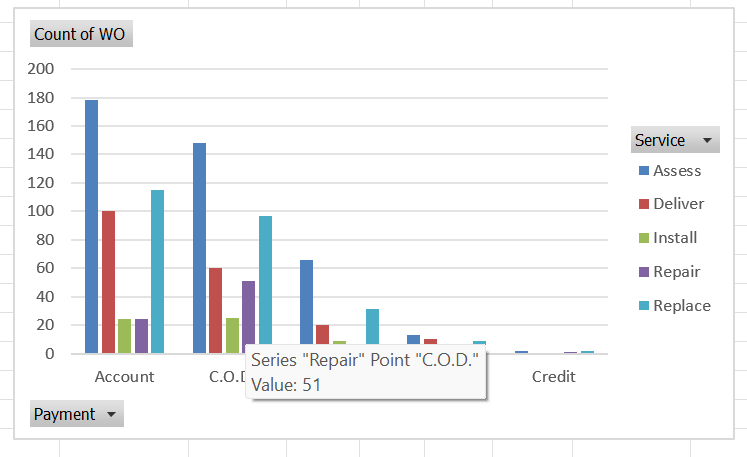 Count of WO
200
180
160
140
120
100
80
60
40
20
0
Service
Assess
Deliver
Install
Repair
Replace
Account
C.O.D
Credit
Series "Repair" Point "C.O.D."
Value: 51
Payment